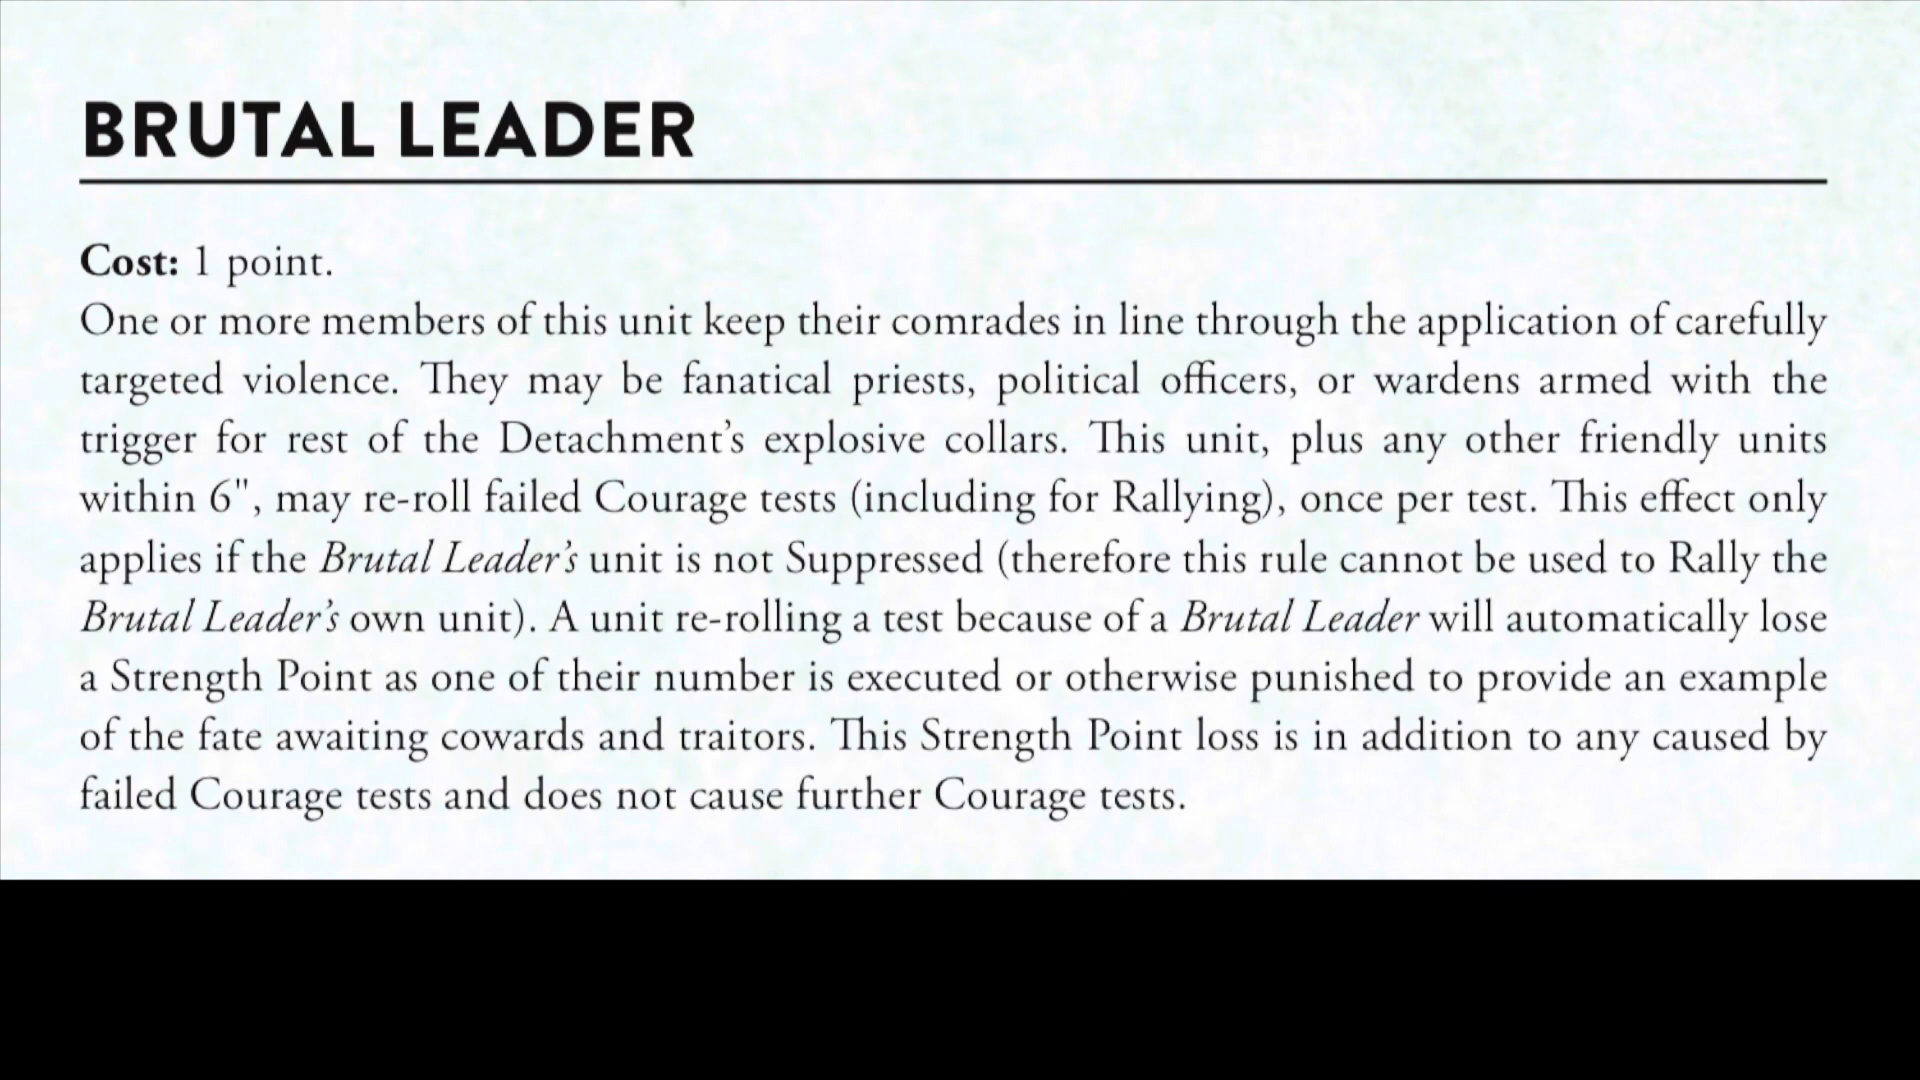 BRUTAL LEADER
Cost: 1 point.
One or more members of this unit keep their comrades in line through the application of carefully
targeted violence. They may be fanatical priests, political officers, or wardens armed with the
trigger for rest of the Detachment’s explosive collars. This unit, plus any other friendly units
within 6", may re-roll failed Courage tests (including for Rallying), once per test. This effect only
applies if the Brutal Leader’s unit is not Suppressed (therefore this rule cannot be used to Rally the
Brutal Leader’s own unit). A unit re-rolling a test because of a Brutal Leader will automatically lose
a Strength Point as one of their number is executed or otherwise punished to provide an example
of the fate awaiting cowards and traitors. This Strength Point loss is in addition to any caused by
failed Courage tests and does not cause further Courage tests.